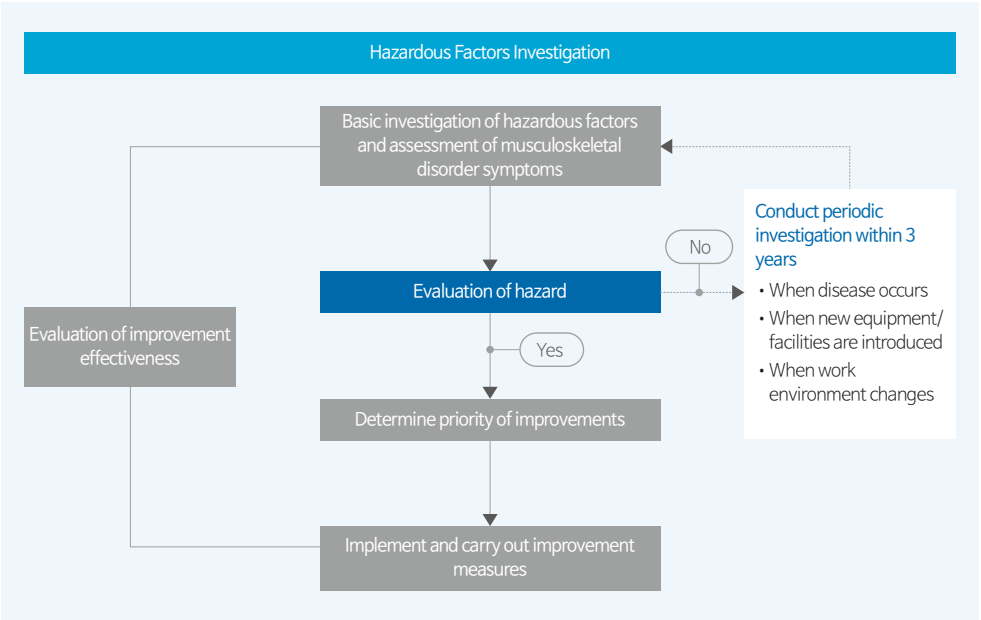 Hazardous Factors Investigation
Basic investigation of hazardous factors
and assessment of musculoskeletal
disorder symptoms
Conduct periodic
investigation within 3
years
• When disease occurs
• When new equipment/
facilities are introduced
• When work
environment changes
No
Evaluation of hazard
Evaluation of improvement
effectiveness
Yes
Determine priority of improvements
Implement and carry out improvement
measures